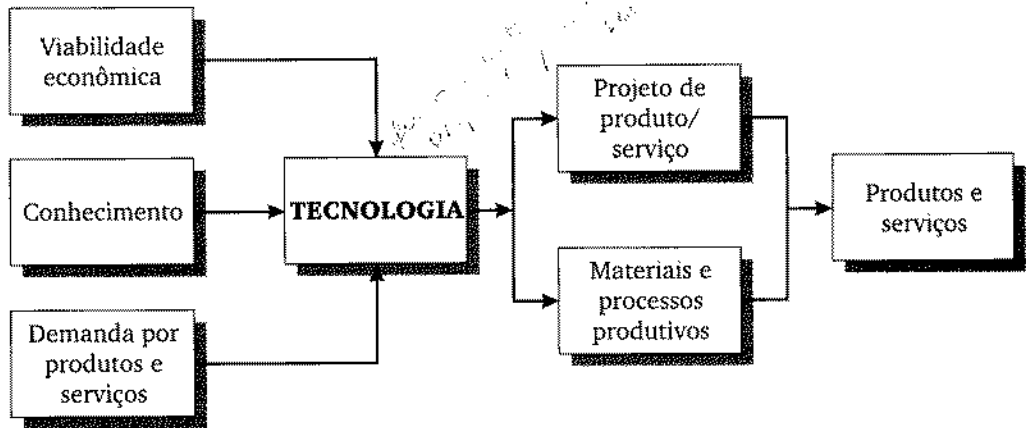 Viabilidade
econômica
Conhecimento
Demanda por
produtos e
serviços
TECNOLOGIA
Projeto de
produto/
serviço
Materiais e
processos
produtivos
Produtos e
serviços